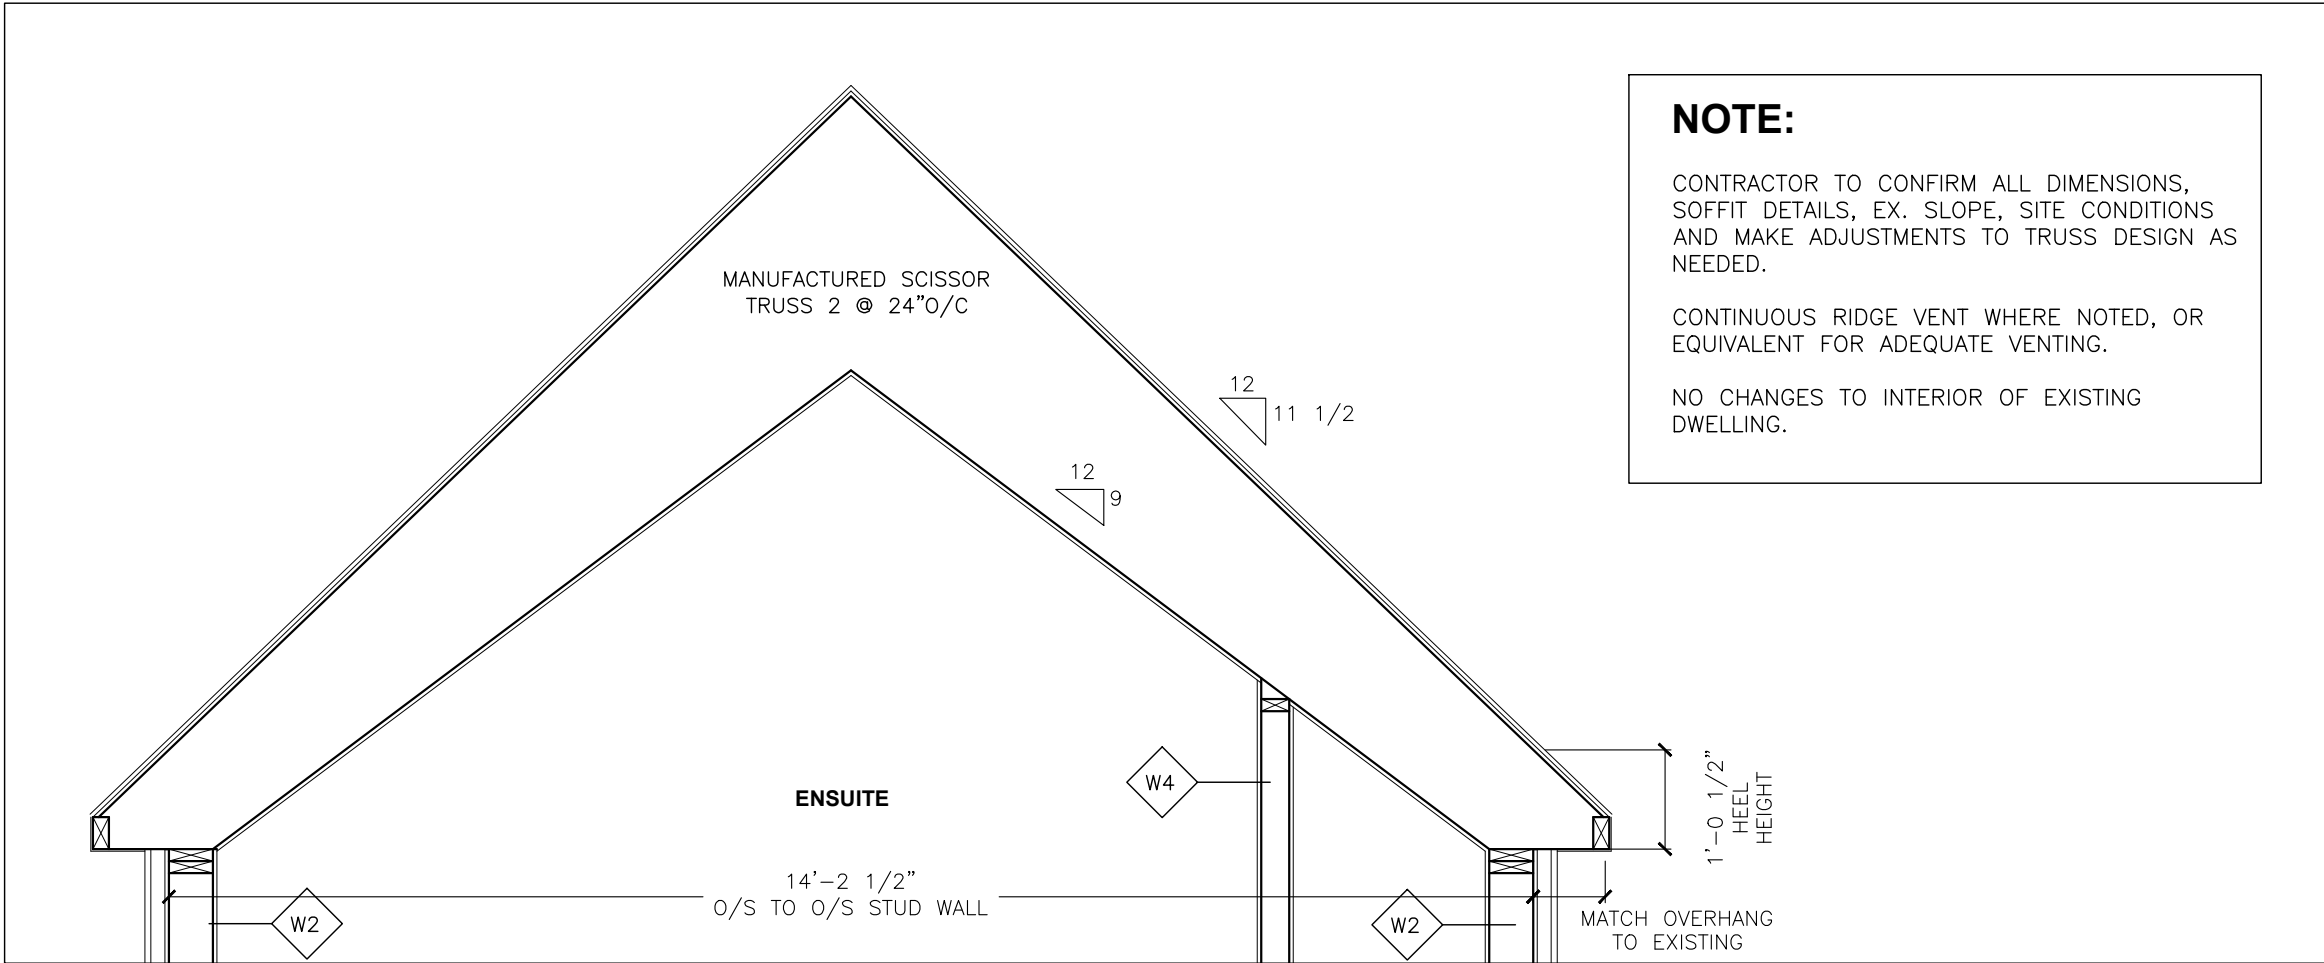 NOTE:
CONTRACTOR TO CONFIRM ALL DIMENSIONS,
SOFFIT DETAILS, EX. SLOPE, SITE CONDITIONS
AND MAKE ADJUSTMENTS TO TRUSS DESIGN AS
NEEDED.
CONTINUOUS RIDGE VENT WHERE NOTED, OR
EQUIVALENT FOR ADEQUATE VENTING.
NO CHANGES TO INTERIOR OF EXISTING
DWELLING.
MANUFACTURED SCISSOR
TRUSS 2 @ 24"O/C
12
11 1/2
12
9
W4
ENSUITE
1'-0 1/2"
HEEL
HEIGHT
14'-2 1/2"
O/S TO O/S STUD WALL
W2
W2
MATCH OVERHANG
TO EXISTING